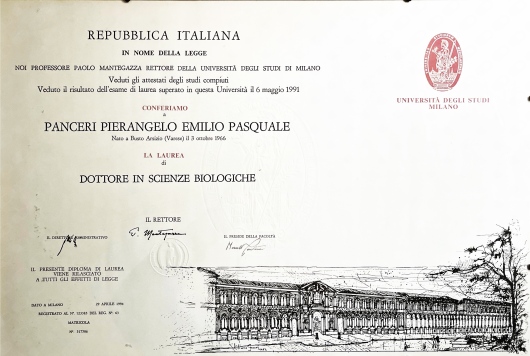 REPUBBLICA ITALIANA
IN NOME DELLA LEGGE
NOI PROFESSORE PAOLO MANTEGAZZA RETTORE DELLA UNIVERSITÀ DEGLI STUDI DI MILANO
Veduti gli attestati degli studi compiuti
Veduto il risultato dell'esame di laurea superato in questa Università il 6 maggio 1991
CONFERIAMO
a
PANCERI PIERANGELO EMILIO PASQUALE
Nato a Busto Arsizio (Varese) il 3 ottobre 1966
LA LAUREA
di
DOTTORE IN SCIENZE BIOLOGICHE
UNIVERSITÀ DEGLI STUDI
MILANO
IL RETTORE
IL DIRETTORE AMMINISTRATIVO
P. Mantegazza
IL PRESIDE DELLA FACOLTÀ
IL PRESENTE DIPLOMA DI LAUREA
VIENE RILASCIATO
A TUTTI GLI EFFETTI DI LEGGE
DATO A MILANO
REGISTRATO AL N°
MATRICOLA